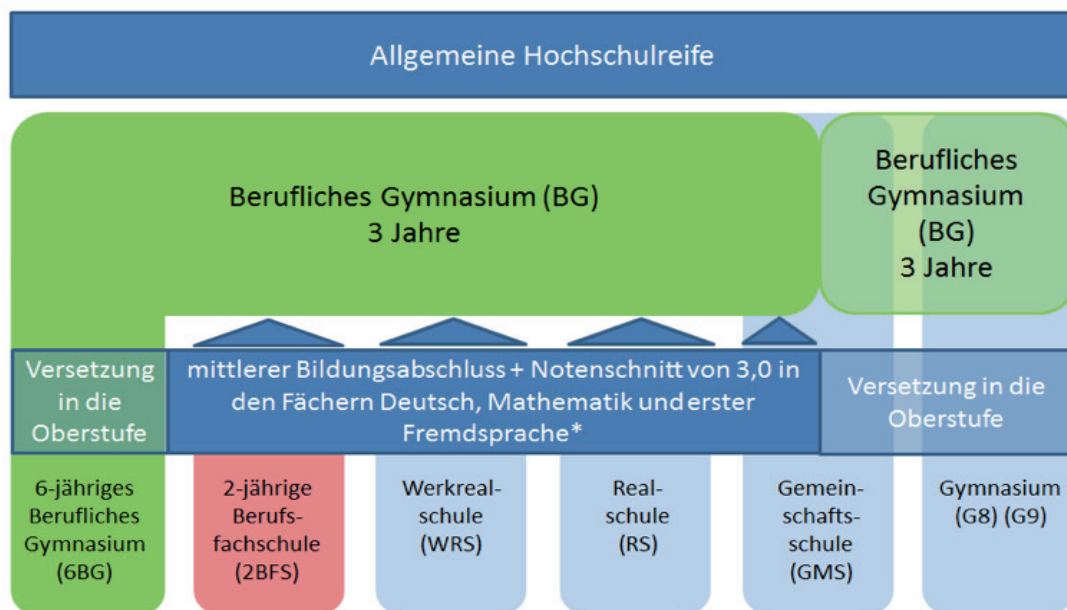 Allgemeine Hochschulreife
Berufliches Gymnasium (BG)
3 Jahre
Berufliches
Gymnasium
(BG)
3 Jahre
Versetzung
in die
Oberstufe
mittlerer Bildungsabschluss + Notenschnitt von 3,0 in
den Fächern Deutsch, Mathematik und erster
Fremdsprache*
Versetzung in die
Oberstufe
6-jähriges
Berufliches
Gymnasium
(6BG)
2-jährige
Berufs-
fachschule
(2BFS)
Werkreal-
schule
(WRS)
Real-
schule
(RS)
Gemein-
schafts-
schule
(GMS)
Gymnasium
(G8) (G9)